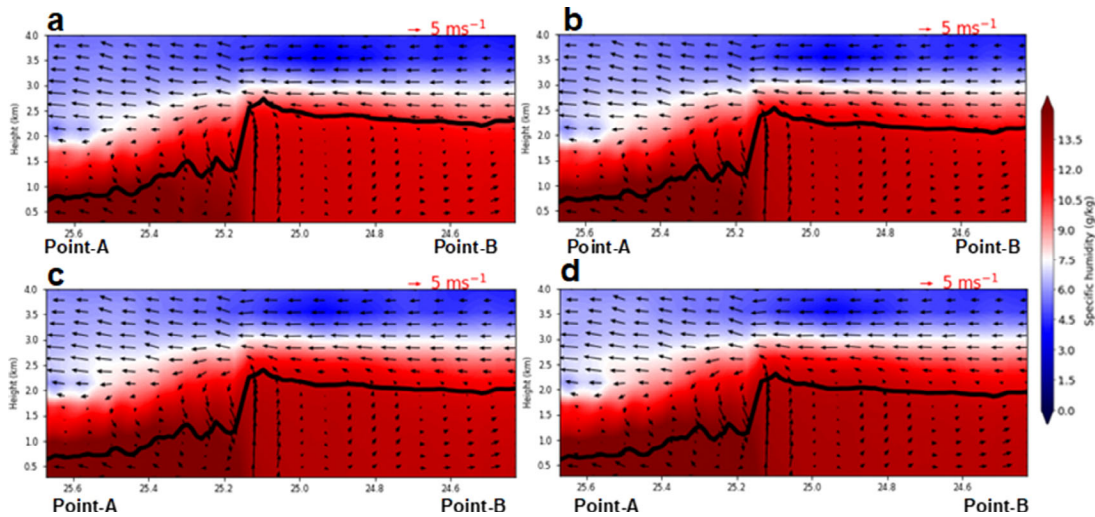 a
5 ms⁻¹
b
5 ms⁻¹
Height (km)
4.0
3.5
3.0
2.5
2.0
1.5
1.0
0.5
4.0
3.5
3.0
2.5
2.0
1.5
1.0
0.5
25.6 25.4 25.2 25.0 24.8 24.6
25.6 25.4 25.2 25.0 24.8 24.6
Point-A Point-B
Point-A Point-B
c
5 ms⁻¹
d
5 ms⁻¹
Height (km)
4.0
3.5
3.0
2.5
2.0
1.5
1.0
0.5
4.0
3.5
3.0
2.5
2.0
1.5
1.0
0.5
25.6 25.4 25.2 25.0 24.8 24.6
25.6 25.4 25.2 25.0 24.8 24.6
Point-A Point-B
Point-A Point-B
13.5
12.0
10.5
9.0
7.5
6.0
4.5
3.0
1.5
0.0
Specific humidity (g/kg)